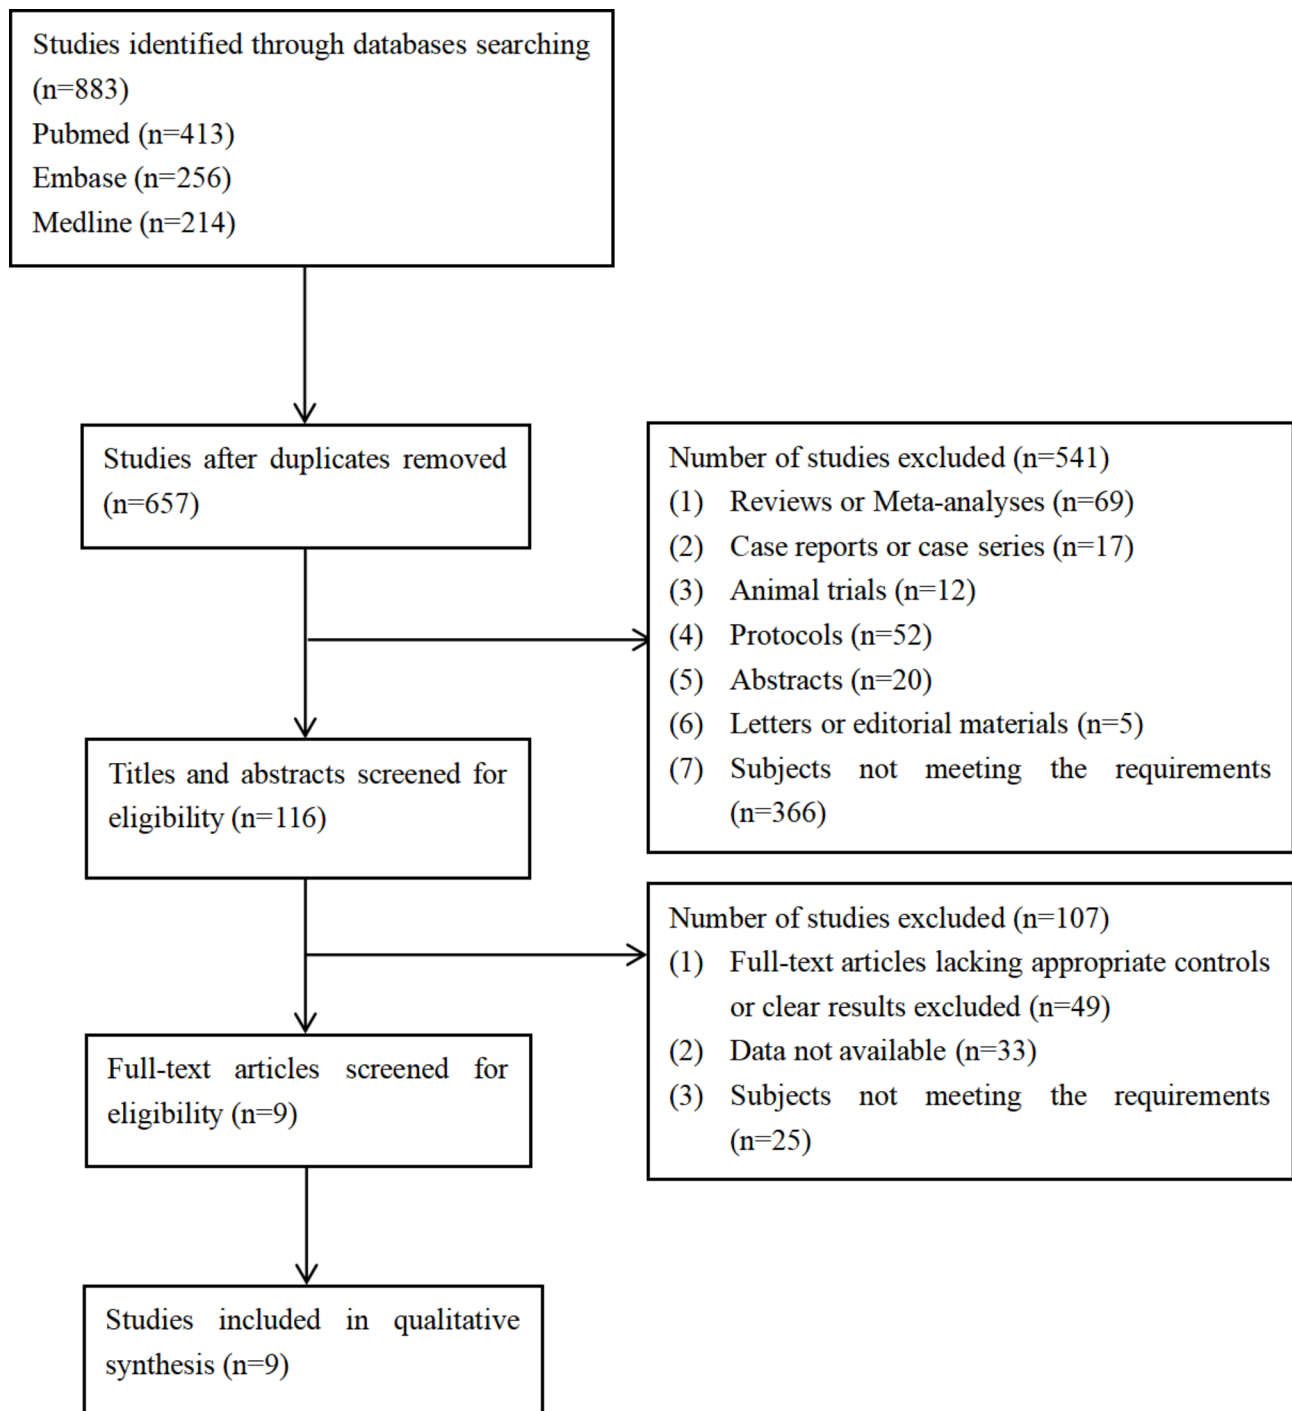 Studies identified through databases searching
(n=883)
Pubmed (n=413)
Embase (n=256)
Medline (n=214)
Studies after duplicates removed
(n=657)
Number of studies excluded (n=541)
(1) Reviews or Meta-analyses (n=69)
(2) Case reports or case series (n=17)
(3) Animal trials (n=12)
(4) Protocols (n=52)
(5) Abstracts (n=20)
(6) Letters or editorial materials (n=5)
(7) Subjects not meeting the requirements
(n=366)
Titles and abstracts screened for
eligibility (n=116)
Number of studies excluded (n=107)
(1) Full-text articles lacking appropriate controls
or clear results excluded (n=49)
(2) Data not available (n=33)
(3) Subjects not meeting the requirements
(n=25)
Full-text articles screened for
eligibility (n=9)
Studies included in qualitative
synthesis (n=9)